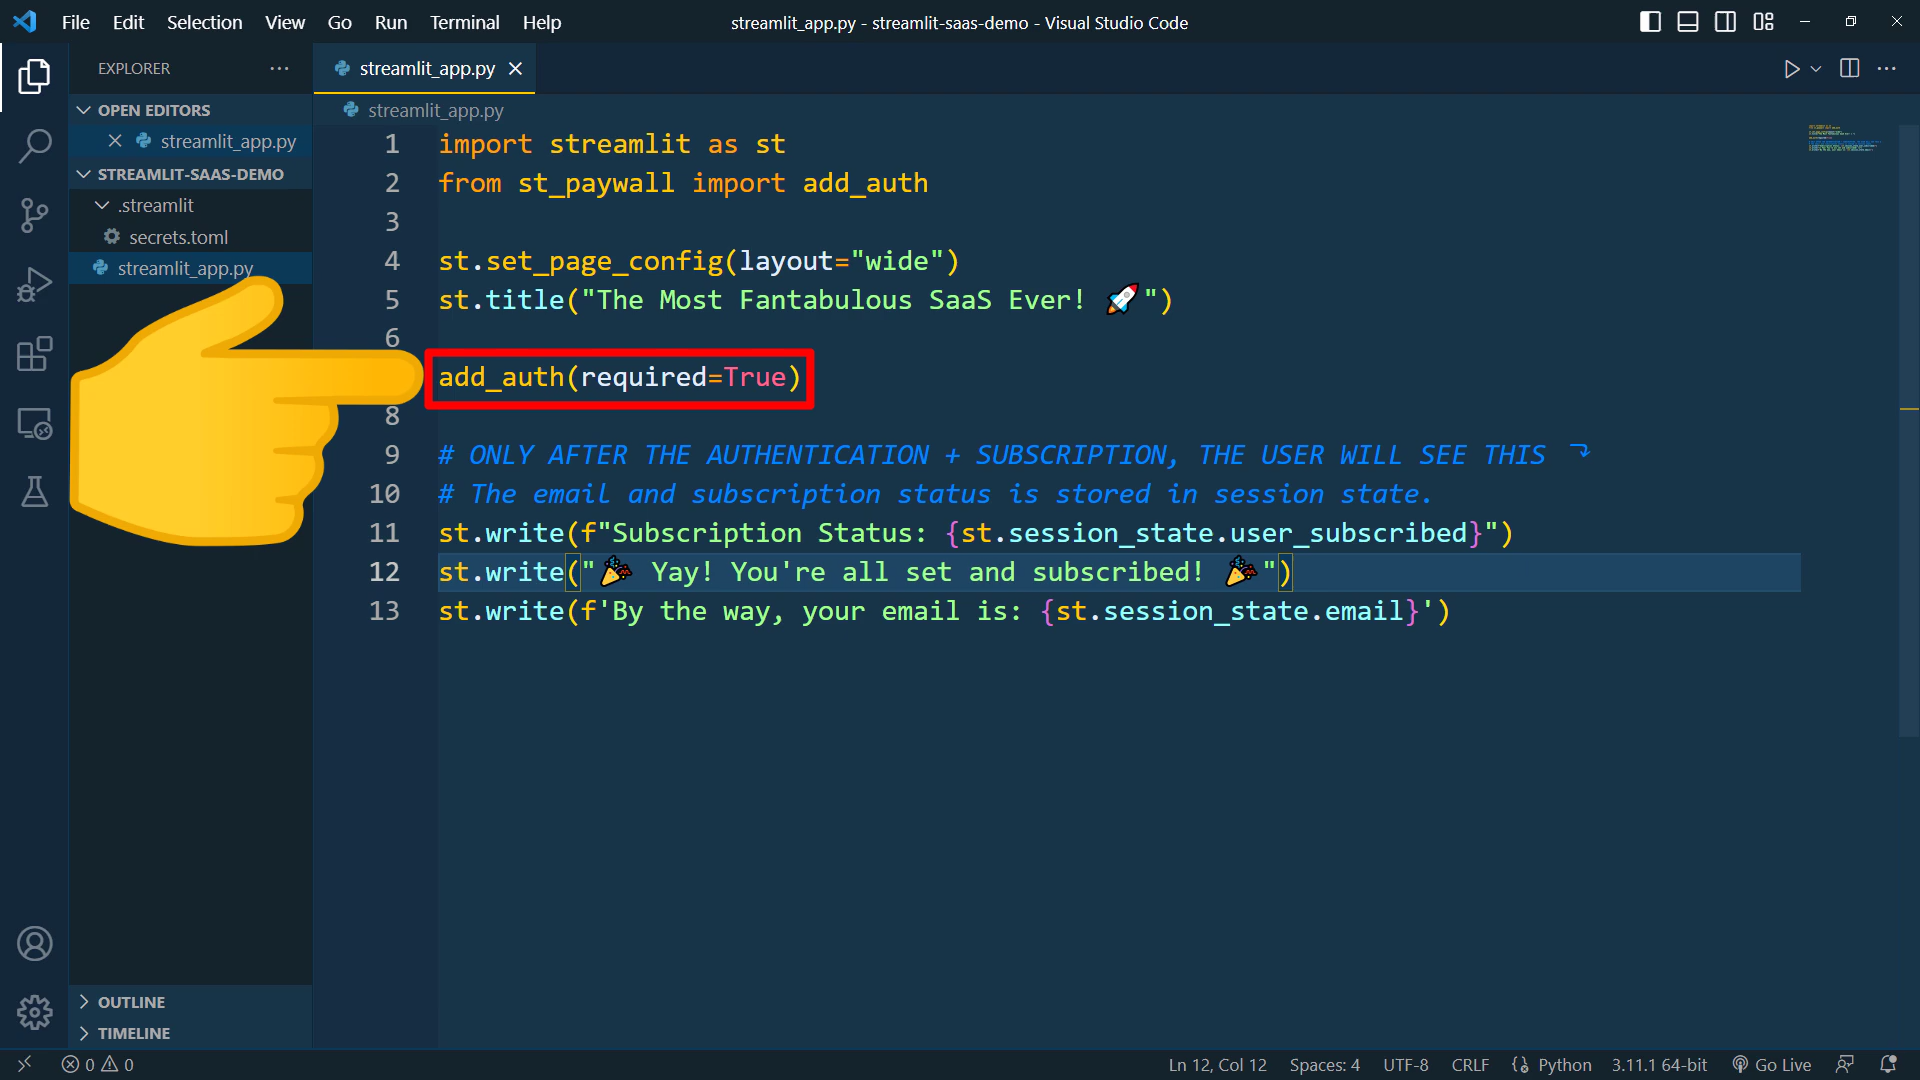 File Edit Selection View Go Run Terminal Help
streamlit_app.py - streamlit-saas-demo - Visual Studio Code
EXPLORER
OPEN EDITORS
streamlit_app.py
STREAMLIT-SAAS-DEMO
.streamlit
secrets.toml
streamlit_app.py
OUTLINE
TIMELINE
streamlit_app.py
streamlit_app.py
1 import streamlit as st
2 from st_paywall import add_auth
3
4 st.set_page_config(layout="wide")
5 st.title("The Most Fantabulous SaaS Ever! 🚀")
6
add_auth(required=True)
8
9 # ONLY AFTER THE AUTHENTICATION + SUBSCRIPTION, THE USER WILL SEE THIS ⤵
10 # The email and subscription status is stored in session state.
11 st.write(f"Subscription Status: {st.session_state.user_subscribed}")
12 st.write("🎉 Yay! You're all set and subscribed! 🎉")
13 st.write(f'By the way, your email is: {st.session_state.email}')
0 0
Ln 12, Col 12 Spaces: 4 UTF-8 CRLF Python 3.11.1 64-bit Go Live